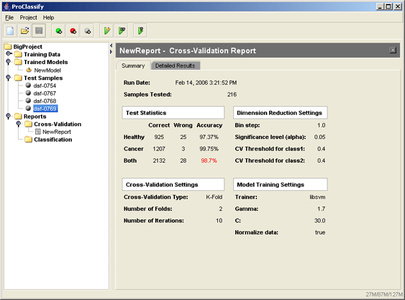 ProClassify
File Project Help
BigProject
Training Data
Trained Models
NewModel
Test Samples
daf-0754
daf-0767
daf-0768
daf-0769
Reports
Cross-Validation
NewReport
Classification
NewReport - Cross-Validation Report
Summary Detailed Results
Run Date: Feb 14, 2006 3:21:52 PM
Samples Tested: 216
Test Statistics
Correct Wrong Accuracy
Healthy 925 25 97.37%
Cancer 1207 3 99.75%
Both 2132 28 98.7%
Dimension Reduction Settings
Bin step: 1.0
Significance level (alpha): 0.05
CV Threshold for class1: 0.4
CV Threshold for class2: 0.4
Cross-Validation Settings
Cross-Validation Type: K-Fold
Number of Folds: 2
Number of Iterations: 10
Model Training Settings
Trainer: libsvm
Gamma: 1.7
C: 30.0
Normalize data: true
27M/87M/127M